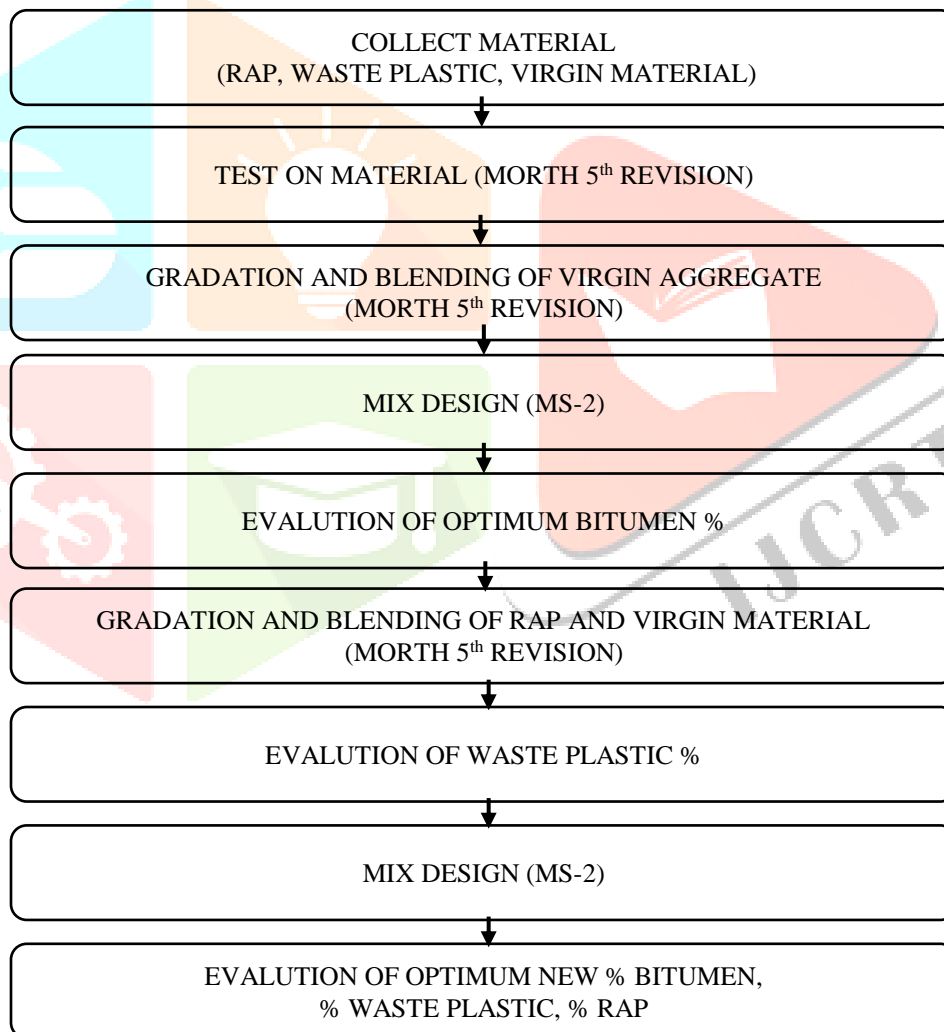 COLLECT MATERIAL
(RAP, WASTE PLASTIC, VIRGIN MATERIAL)
TEST ON MATERIAL (MORTH 5th REVISION)
GRADATION AND BLENDING OF VIRGIN AGGREGATE
(MORTH 5th REVISION)
MIX DESIGN (MS-2)
EVALUTION OF OPTIMUM BITUMEN %
GRADATION AND BLENDING OF RAP AND VIRGIN MATERIAL
(MORTH 5th REVISION)
EVALUTION OF WASTE PLASTIC %
MIX DESIGN (MS-2)
EVALUTION OF OPTIMUM NEW % BITUMEN,
% WASTE PLASTIC, % RAP